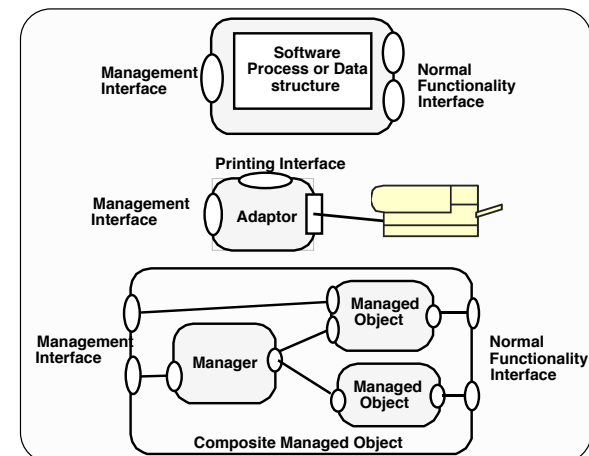 Software
Process or Data
structure
Management
Interface
Normal
Functionality
Interface
Printing Interface
Management
Interface
Adaptor
Managed
Object
Management
Interface
Manager
Normal
Functionality
Interface
Managed
Object
Composite Managed Object